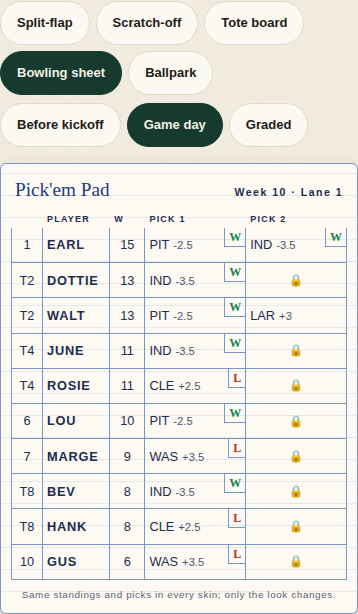 Split-flap Scratch-off Tote board
Bowling sheet Ballpark
Before kickoff Game day Graded
Pick'em Pad Week 10 · Lane 1
PLAYER W PICK 1 PICK 2
1 EARL 15 PIT -2.5 W IND -3.5 W
T2 DOTTIE 13 IND -3.5 W
T2 WALT 13 PIT -2.5 W LAR +3
T4 JUNE 11 IND -3.5 W
T4 ROSIE 11 CLE +2.5 L
6 LOU 10 PIT -2.5 W
7 MARGE 9 WAS +3.5 L
T8 BEV 8 IND -3.5 W
T8 HANK 8 CLE +2.5 L
10 GUS 6 WAS +3.5 L
Same standings and picks in every skin; only the look changes.